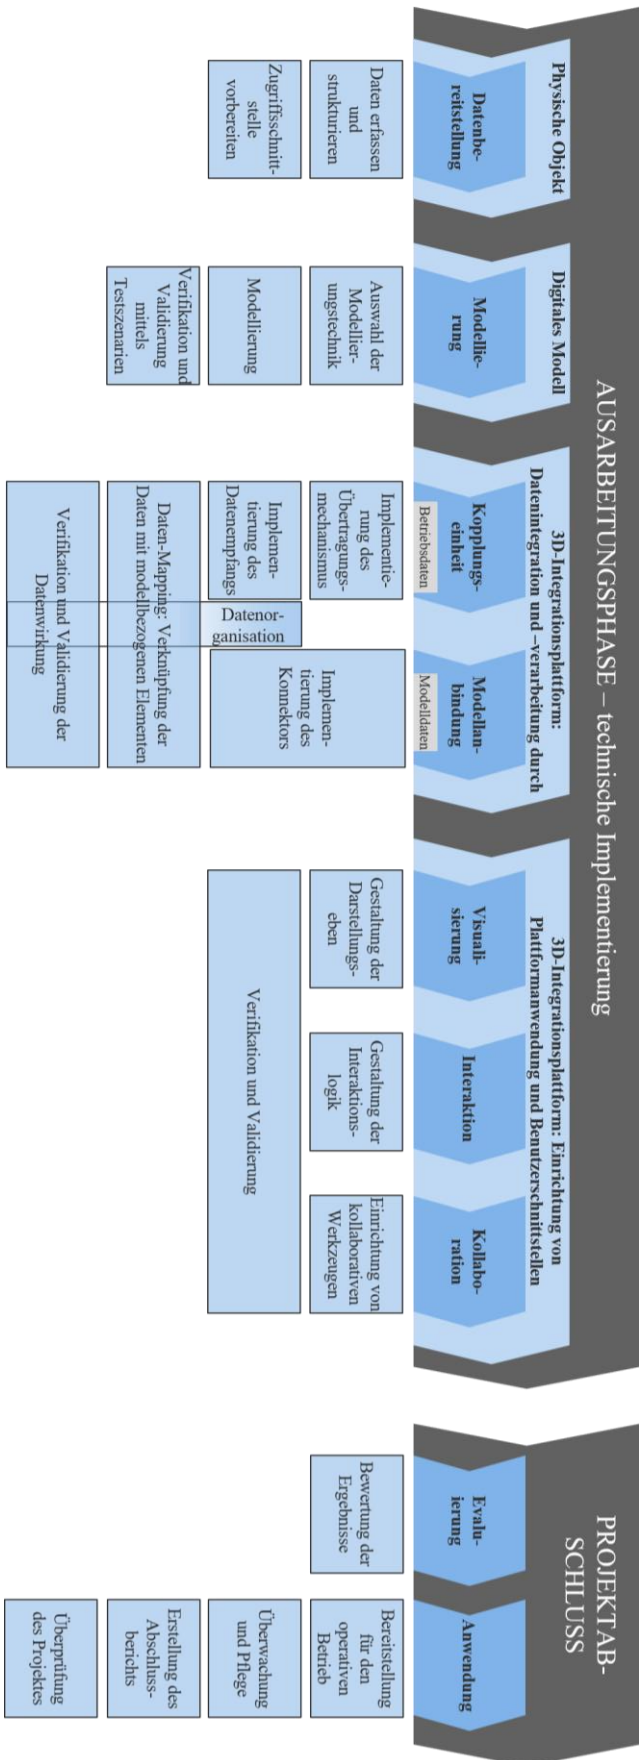 AUSARBEITUNGSPHASE – technische Implementierung
Physische Objekt
Datenbe-
reitstellung
Daten erfassen
und
strukturieren
Zugriffsschnitt-
stelle
vorbereiten
Digitales Modell
Modellie-
rung
Auswahl der
Modellier-
ungstechnik
Modellierung
Verifikation und
Validierung
mittels
Testszenarien
3D-Integrationsplattform:
Datenintegration und –verarbeitung durch
Kopplungs-
einheit
Betriebsdaten
Modellan-
bindung
Modelldaten
Implementie-
rung des
Übertragungs-
mechanismus
Implemen-
tierung des
Datenempfangs
Datenor-
ganisation
Implemen-
tierung des
Konnektors
Daten-Mapping: Verknüpfung der
Daten mit modellbezogenen Elementen
Verifikation und Validierung der
Datenwirkung
3D-Integrationsplattform: Einrichtung von
Plattformanwendung und Benutzerschnittstellen
Visuali-
sierung
Interaktion
Kollabo-
ration
Gestaltung der
Darstellungs-
eben
Gestaltung der
Interaktions-
logik
Einrichtung von
kollaborativen
Werkzeugen
Verifikation und Validierung
PROJEKTAB-
SCHLUSS
Evalu-
ierung
Bewertung der
Ergebnisse
Anwendung
Bereitstellung
für den
operativen
Betrieb
Überwachung
und Pflege
Erstellung des
Abschluss-
berichts
Überprüfung
des Projektes